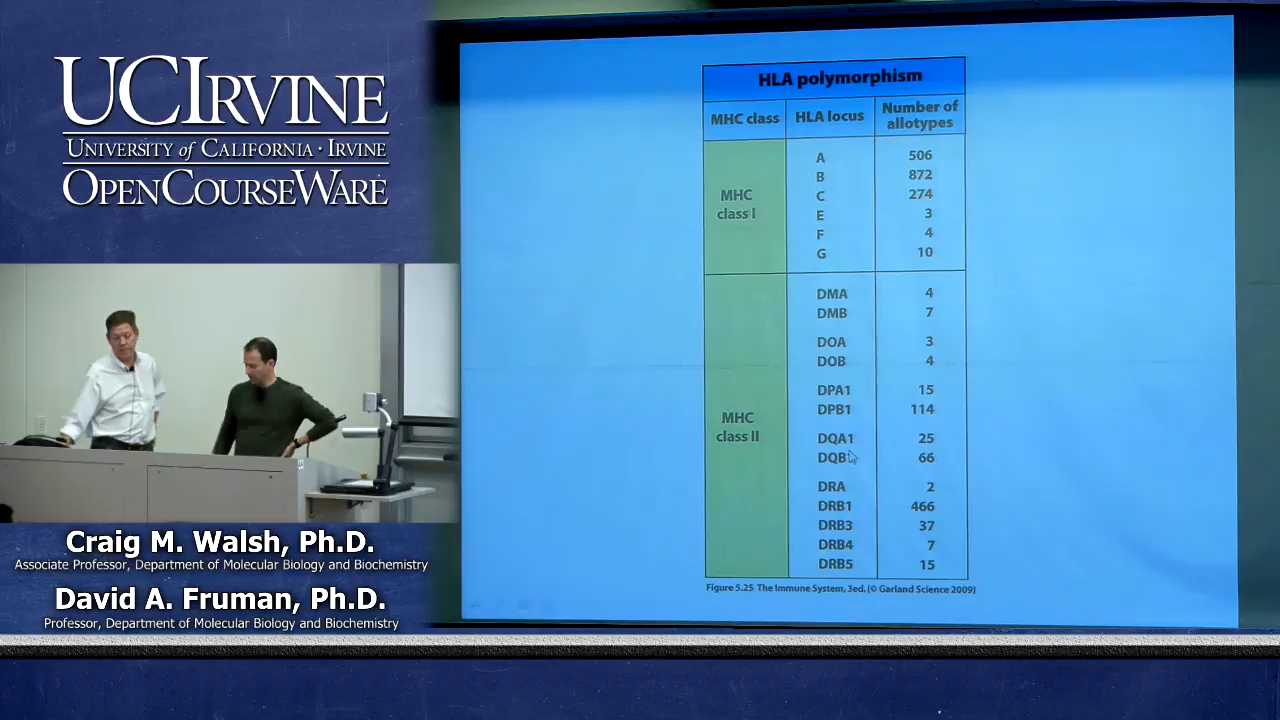 UCIRVINE
UNIVERSITY of CALIFORNIA · IRVINE
OPENCOURSEWARE
HLA polymorphism
MHC class HLA locus Number of allotypes
MHC class I
A 506
B 872
C 274
E 3
F 4
G 10
MHC class II
DMA 4
DMB 7
DOA 3
DOB 4
DPA1 15
DPB1 114
DQA1 25
DQB1 66
DRA 2
DRB1 466
DRB3 37
DRB4 7
DRB5 15
Figure 5.25 The Immune System, 3ed. (© Garland Science 2009)
Craig M. Walsh, Ph.D.
Associate Professor, Department of Molecular Biology and Biochemistry
David A. Fruman, Ph.D.
Professor, Department of Molecular Biology and Biochemistry